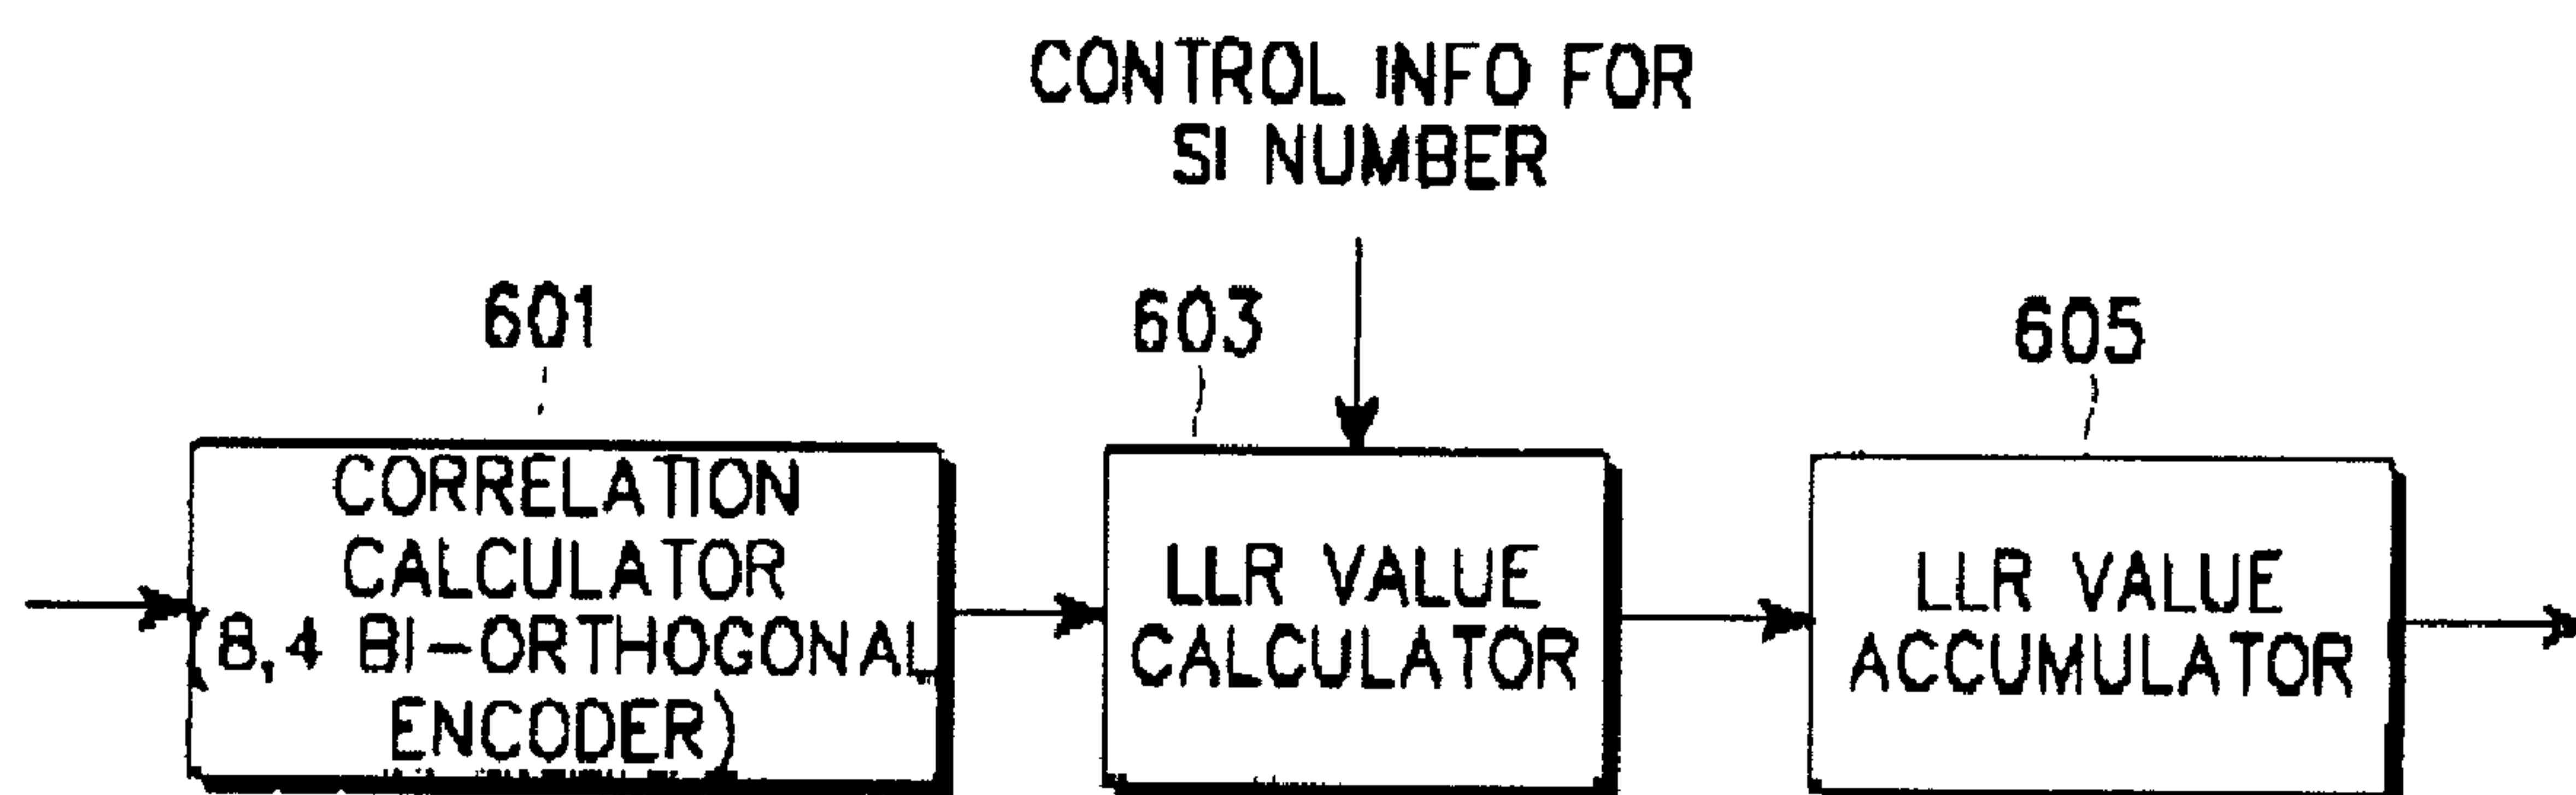 CONTROL INFO FOR
SI NUMBER
601
603
605
CORRELATION
CALCULATOR
(8,4 BI-ORTHOGONAL
ENCODER)
LLR VALUE
CALCULATOR
LLR VALUE
ACCUMULATOR